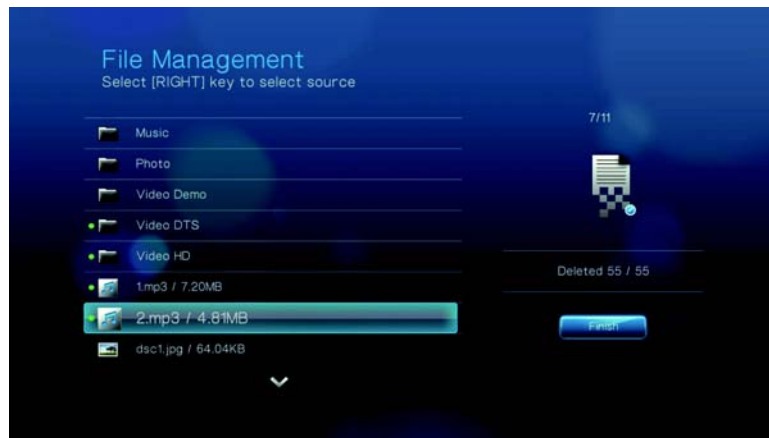 File Management
Select [RIGHT] key to select source
7/11
Music
Photo
Video Demo
Video DTS
Video HD
1.mp3 / 7.20MB
2.mp3 / 4.81MB
dsc1.jpg / 64.04KB
Deleted 55 / 55
Finish